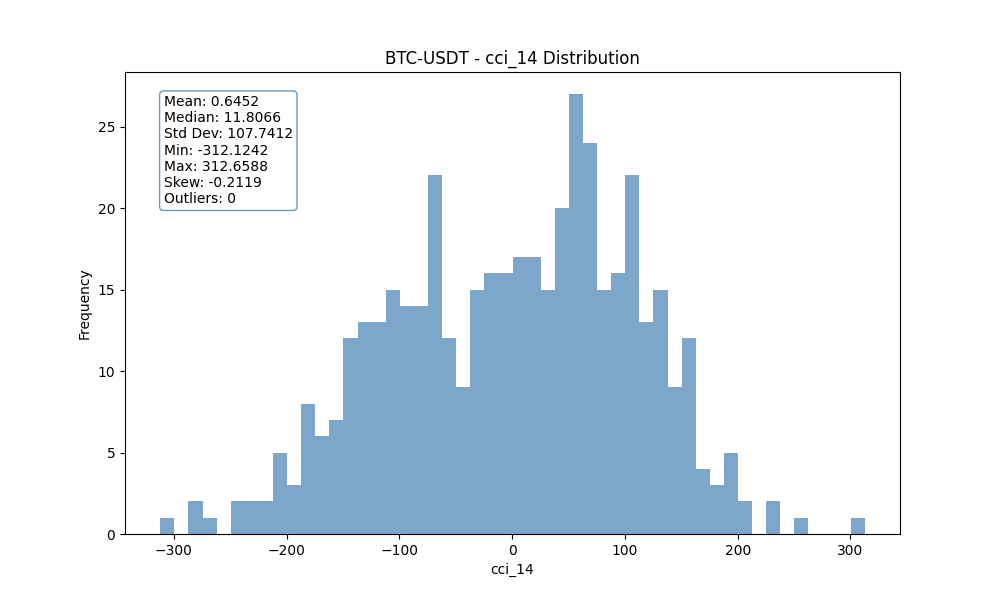 BTC-USDT - cci_14 Distribution
Mean: 0.6452
Median: 11.8066
Std Dev: 107.7412
Min: -312.1242
Max: 312.6588
Skew: -0.2119
Outliers: 0
Frequency
25
20
15
10
5
0
−300 −200 −100 0 100 200 300
cci_14